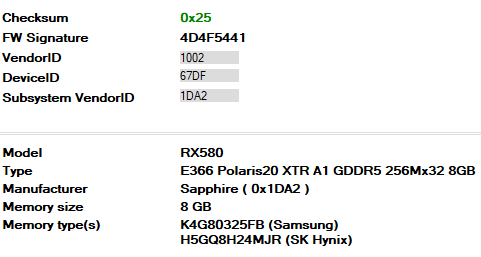 Checksum 0x25
FW Signature 4D4F5441
VendorID 1002
DeviceID 67DF
Subsystem VendorID 1DA2
Model RX580
Type E366 Polaris20 XTR A1 GDDR5 256Mx32 8GB
Manufacturer Sapphire ( 0x1DA2 )
Memory size 8 GB
Memory type(s) K4G80325FB (Samsung)
H5GQ8H24MJR (SK Hynix)